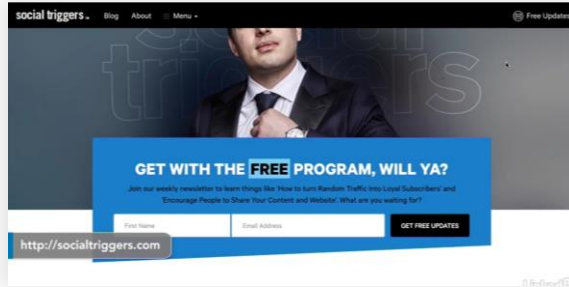 social triggers™ Blog About Menu Free Updates
social
triggers
GET WITH THE FREE PROGRAM, WILL YA?
Join our weekly newsletter to learn things like 'How to turn Random Traffic Into Loyal Subscribers' and
'Encourage People to Share Your Content and Website'. What are you waiting for?
First Name Email Address GET FREE UPDATES
http://socialtriggers.com